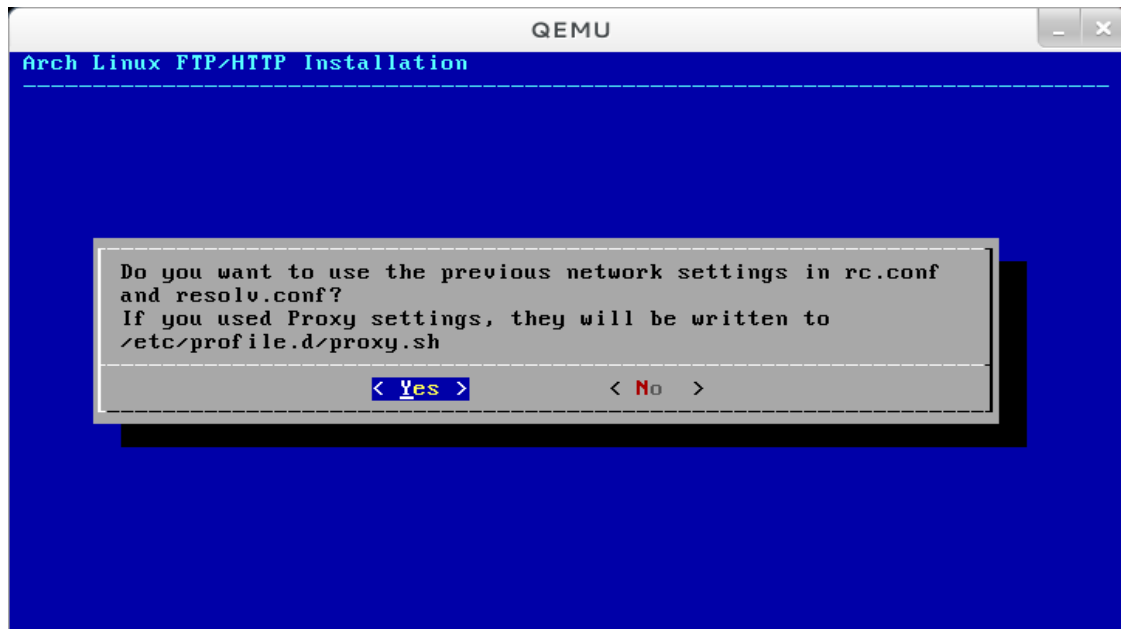 QEMU
Arch Linux FTP/HTTP Installation
Do you want to use the previous network settings in rc.conf
and resolv.conf?
If you used Proxy settings, they will be written to
/etc/profile.d/proxy.sh
< Yes > < No >